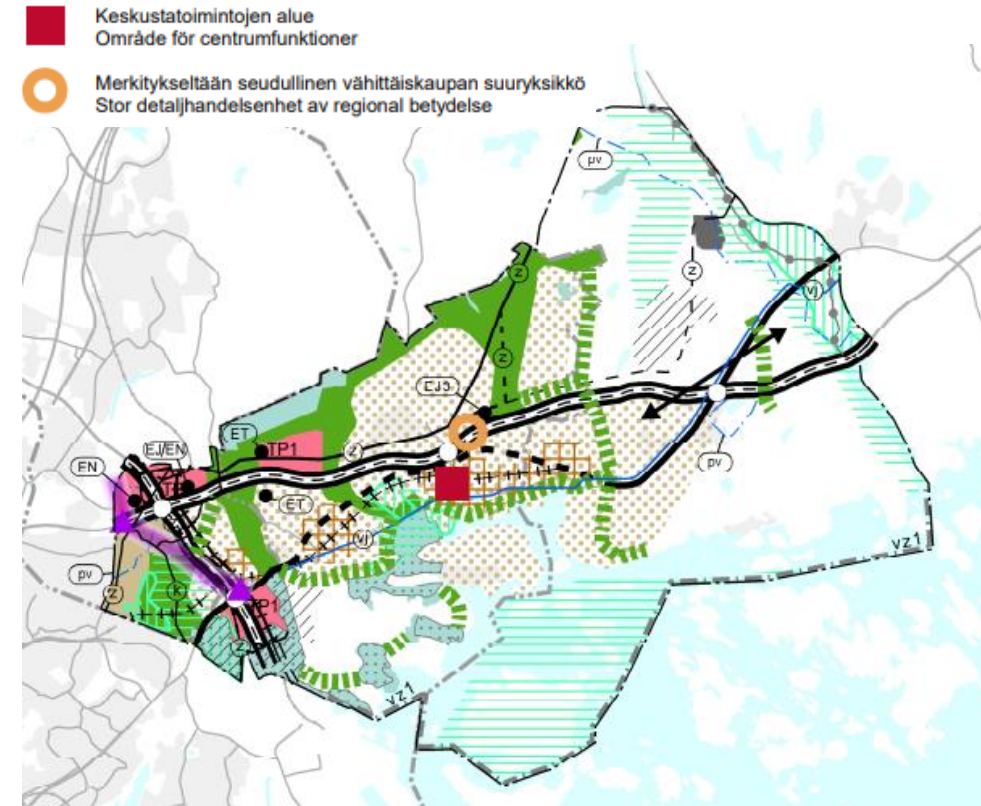 Keskustatoimintojen alue
Område för centrumfunktioner
Merkitykseltään seudullinen vähittäiskaupan suuryksikkö
Stor detaljhandelsenhet av regional betydelse
pv
z
z
vj
z
EJ3
ET
TP1
z
EJ/EN
EN
ET
pv
vj
vz1
pv
k
z
TP1
z
vz1